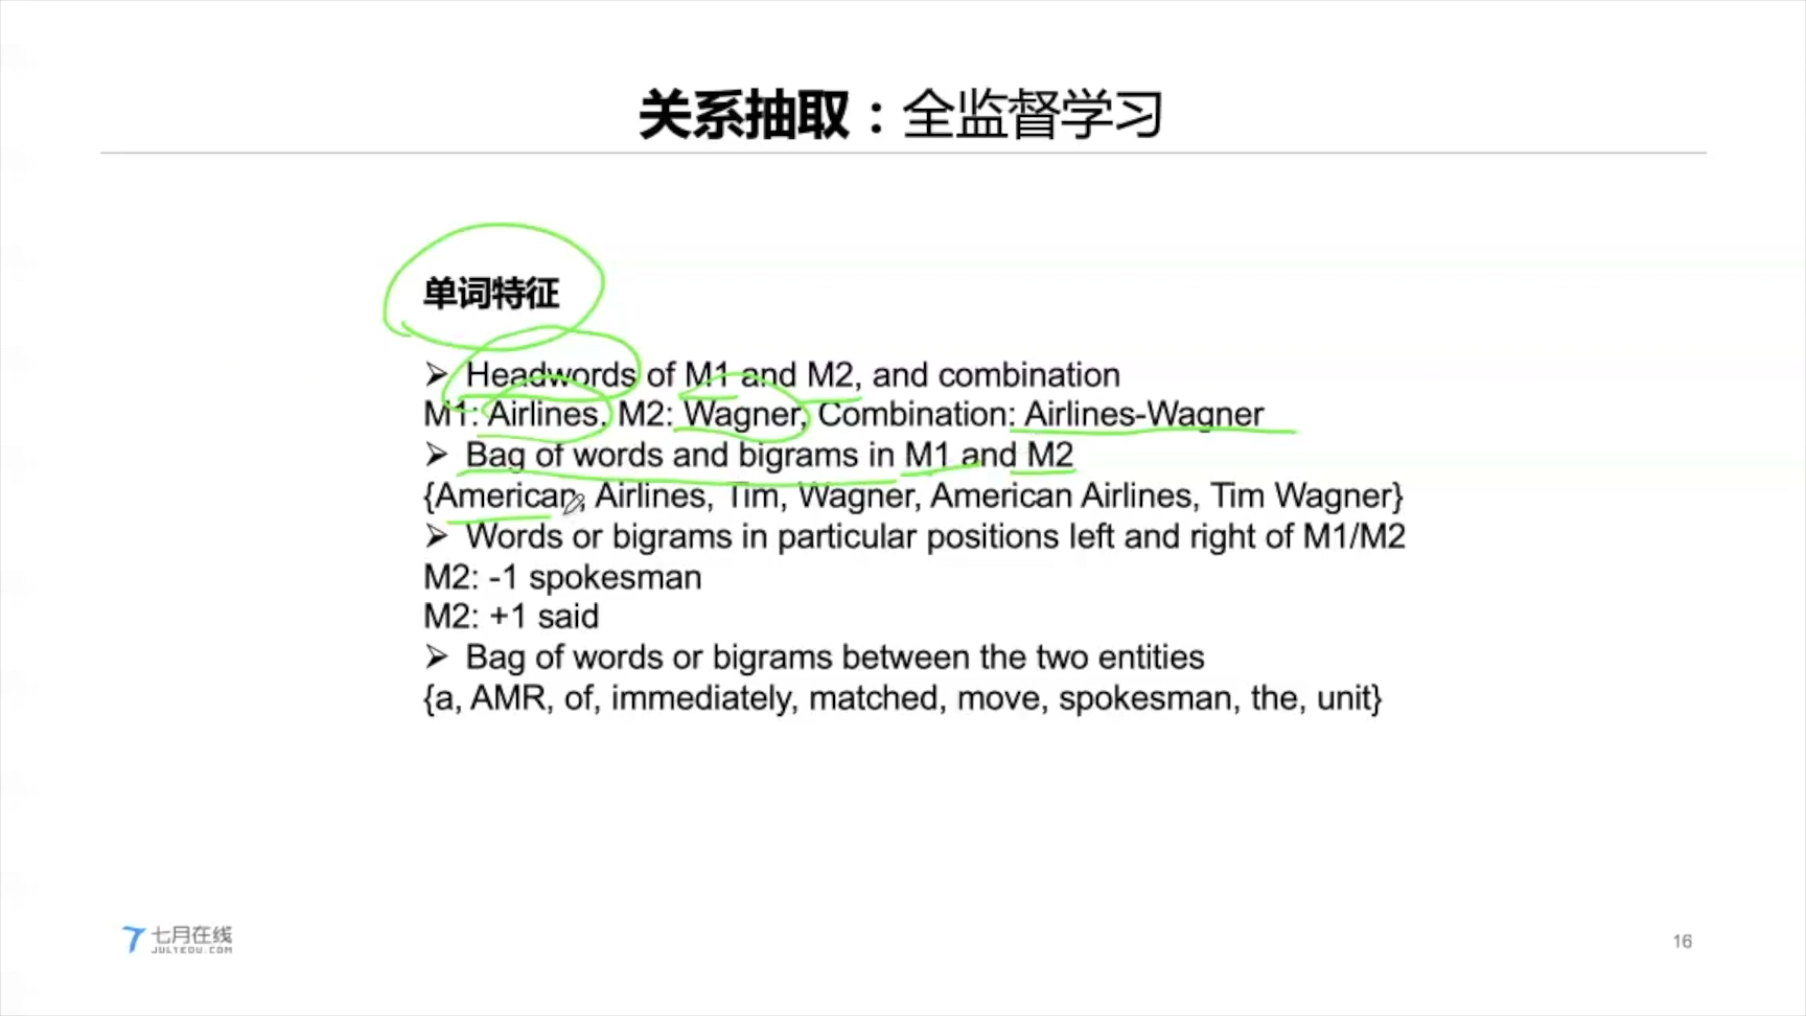 关系抽取：全监督学习
单词特征
➢ Headwords of M1 and M2, and combination
M1: Airlines, M2: Wagner, Combination: Airlines-Wagner
➢ Bag of words and bigrams in M1 and M2
{American, Airlines, Tim, Wagner, American Airlines, Tim Wagner}
➢ Words or bigrams in particular positions left and right of M1/M2
M2: -1 spokesman
M2: +1 said
➢ Bag of words or bigrams between the two entities
{a, AMR, of, immediately, matched, move, spokesman, the, unit}
七月在线
JULYEDU.COM
16